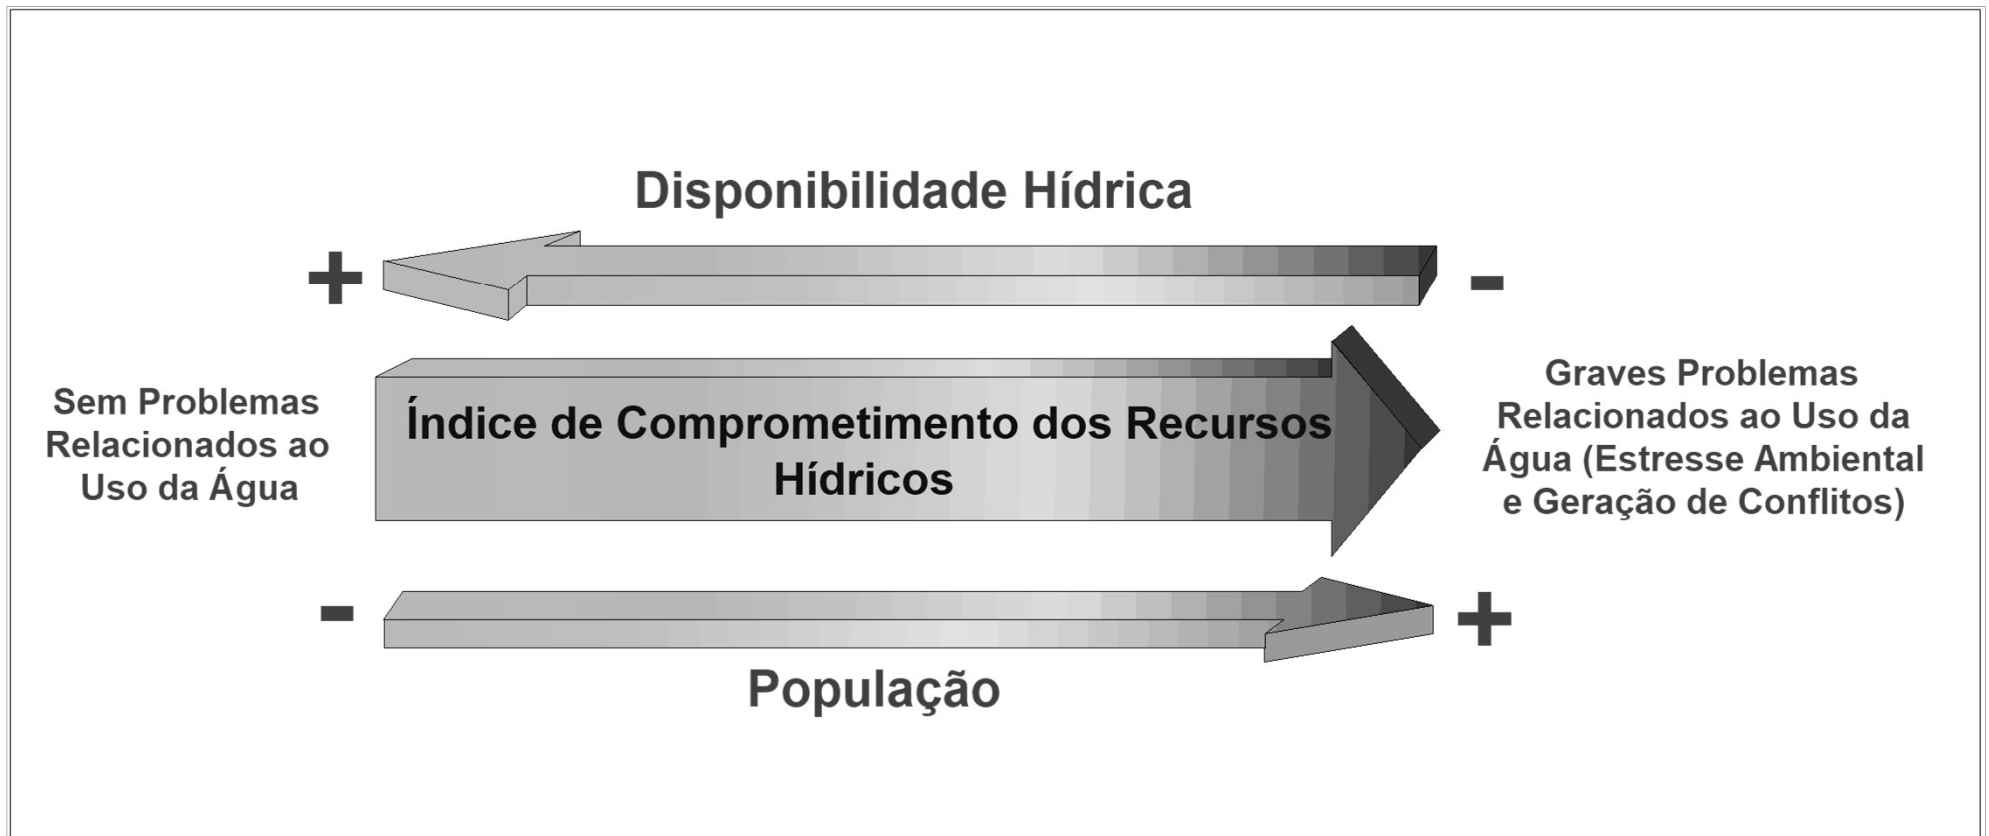 Disponibilidade Hídrica
+
-
Sem Problemas
Relacionados ao
Uso da Água
Índice de Comprometimento dos Recursos
Hídricos
Graves Problemas
Relacionados ao Uso da
Água (Estresse Ambiental
e Geração de Conflitos)
-
+
População